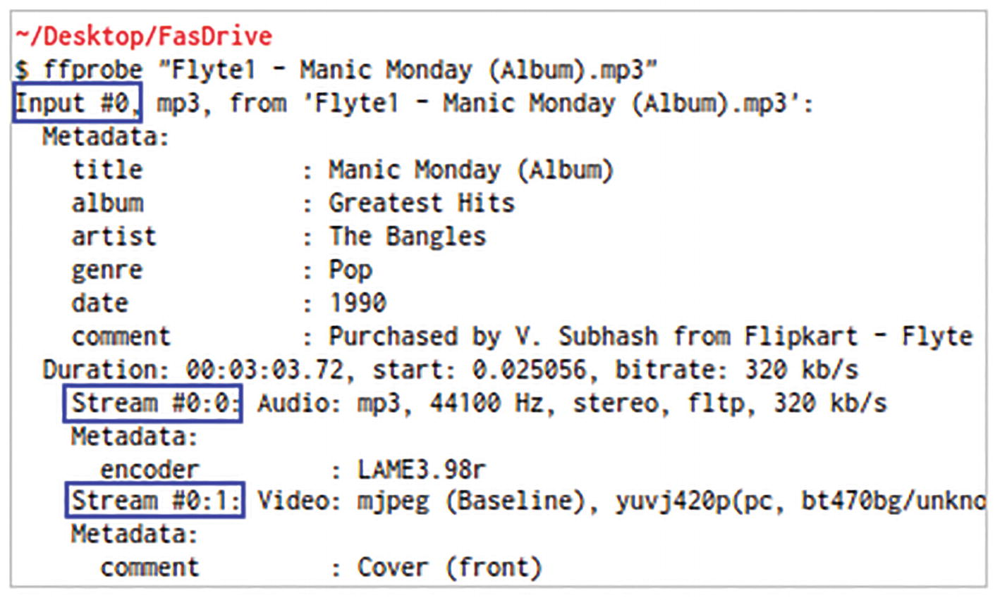 ~/Desktop/FasDrive
$ ffprobe "Flyte1 - Manic Monday (Album).mp3"
Input #0, mp3, from 'Flyte1 - Manic Monday (Album).mp3':
Metadata:
title : Manic Monday (Album)
album : Greatest Hits
artist : The Bangles
genre : Pop
date : 1990
comment : Purchased by V. Subhash from Flipkart - Flyte
Duration: 00:03:03.72, start: 0.025056, bitrate: 320 kb/s
Stream #0:0: Audio: mp3, 44100 Hz, stereo, fltp, 320 kb/s
Metadata:
encoder : LAME3.98r
Stream #0:1: Video: mjpeg (Baseline), yuvj420p(pc, bt470bg/unkno
Metadata:
comment : Cover (front)